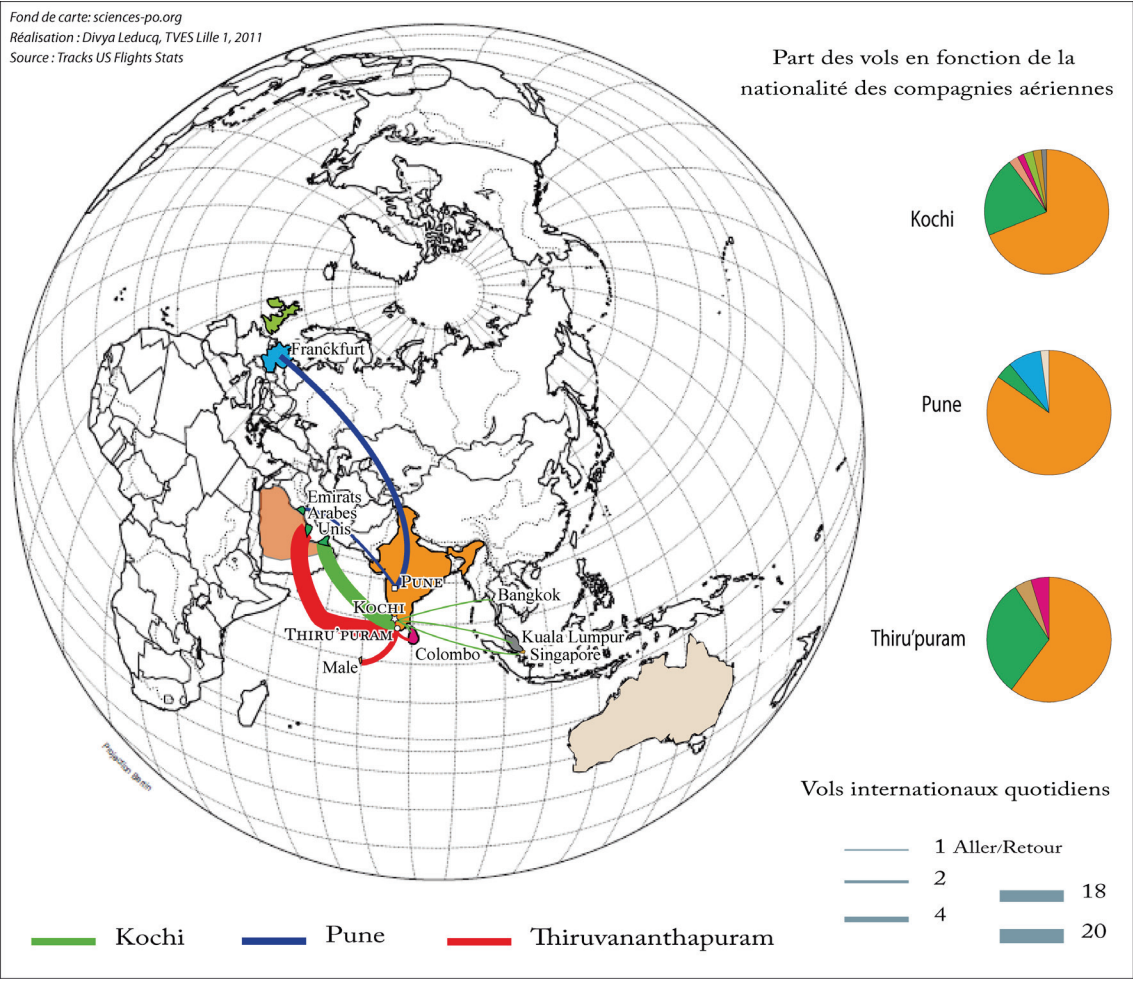 Fond de carte: sciences-po.org
Réalisation : Divya Leducq, TVES Lille 1, 2011
Source : Tracks US Flights Stats
Part des vols en fonction de la
nationalité des compagnies aériennes
Kochi
Pune
Thiru'puram
Franckfurt
Emirats
Arabes
Unis
Pune
Kochi
Thiru'puram
Bangkok
Kuala Lumpur
Singapore
Colombo
Male
Projection Bertin
Vols internationaux quotidiens
1 Aller/Retour
2
4
18
20
Kochi
Pune
Thiruvananthapuram